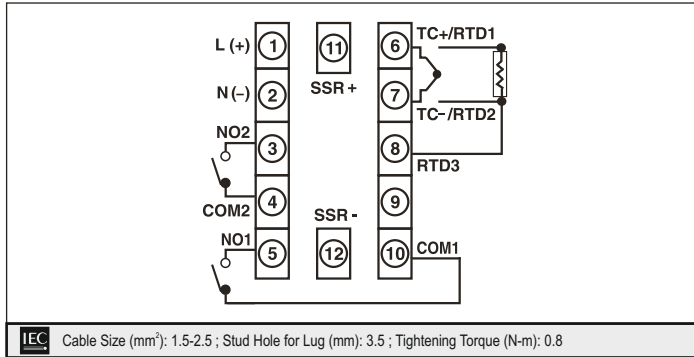 L (+) 1 11 6 TC+/RTD1
N (–) 2 SSR + 7 TC–/RTD2
NO2 3 8 RTD3
COM2 4 9
NO1 5 SSR - 12 10 COM1
IEC Cable Size (mm²): 1.5-2.5 ; Stud Hole for Lug (mm): 3.5 ; Tightening Torque (N-m): 0.8